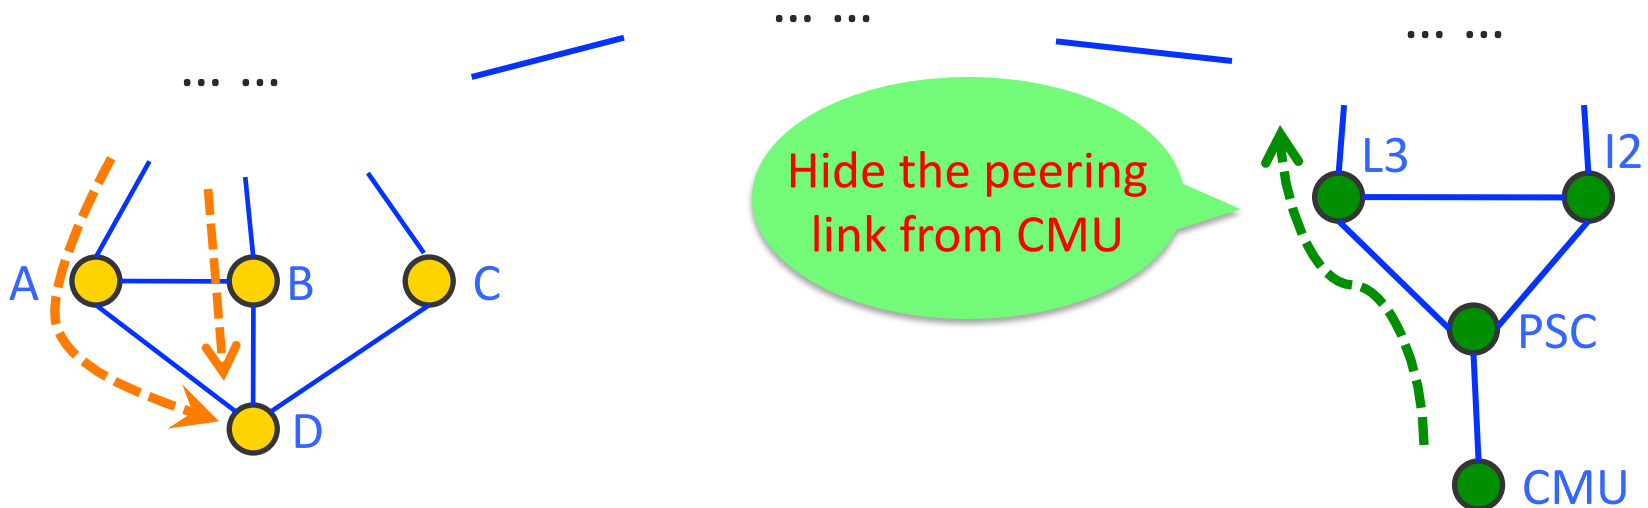 ... ...
... ...
... ...
Hide the peering
link from CMU
L3
I2
A
B
C
PSC
D
CMU